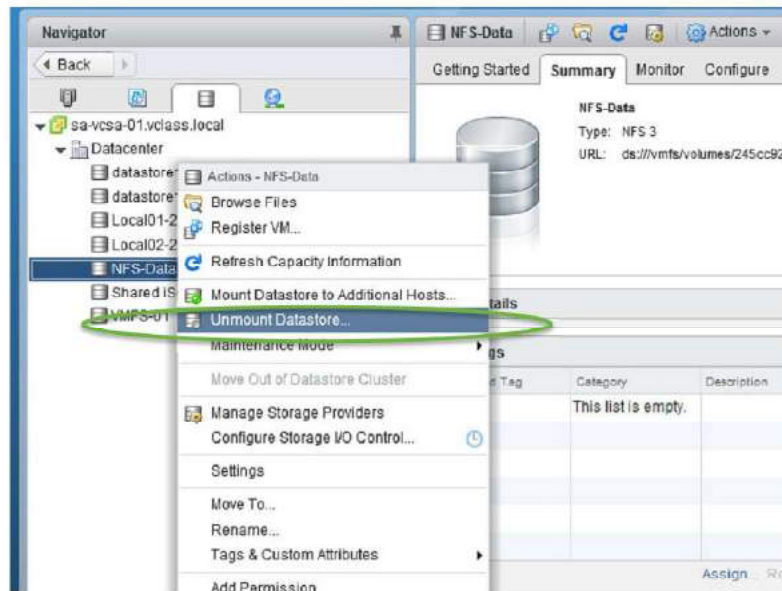 Navigator
Back
sa-vcsa-01.vclass.local
Datacenter
datastore
datastore
Local01-2
Local02-2
NFS-Data
Shared iS
VMFS-01
Actions - NFS-Data
Browse Files
Register VM...
Refresh Capacity Information
Mount Datastore to Additional Hosts...
Unmount Datastore...
Maintenance Mode
Move Out of Datastore Cluster
Manage Storage Providers
Configure Storage I/O Control...
Settings
Move To...
Rename...
Tags & Custom Attributes
Add Permission
NFS-Data Actions
Getting Started Summary Monitor Configure
NFS-Data
Type: NFS 3
URL: ds:///vmfs/volumes/245cc92
tails
gs
d Tag Category Description
This list is empty.
Assign